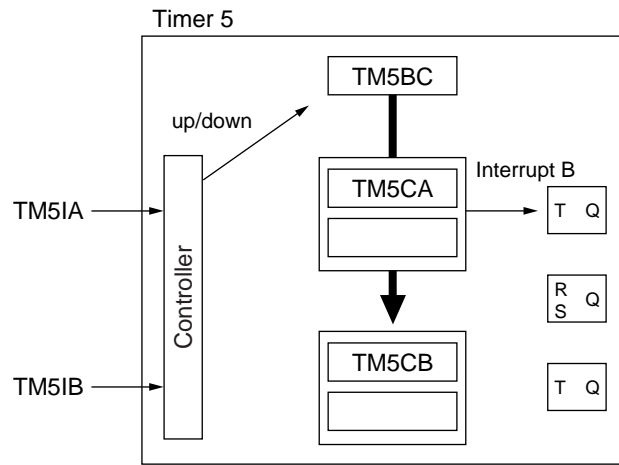 Timer 5
TM5BC
up/down
TM5CA
Interrupt B
TM5IA
T Q
Controller
R
S Q
TM5CB
TM5IB
T Q